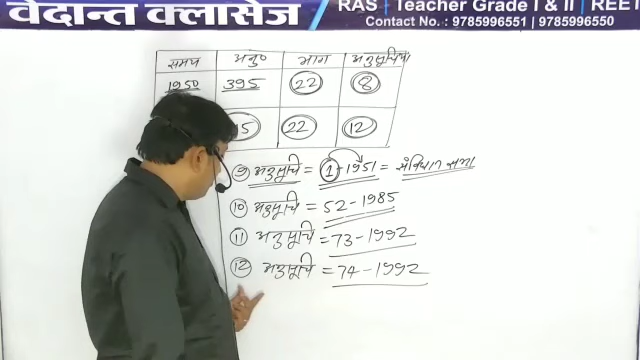 वेदान्त क्लासेज
RAS | Teacher Grade I & II | REET
Contact No. : 9785996551 | 9785996550
समय अनु० भाग अनुसूचियां
1950 395 22 8
5 22 12
9 अनुसूचि = 1 - 1951 = संविधान सभा
10 अनुसूचि = 52 - 1985
11 अनुसूचि = 73 - 1992
12 अनुसूचि = 74 - 1992